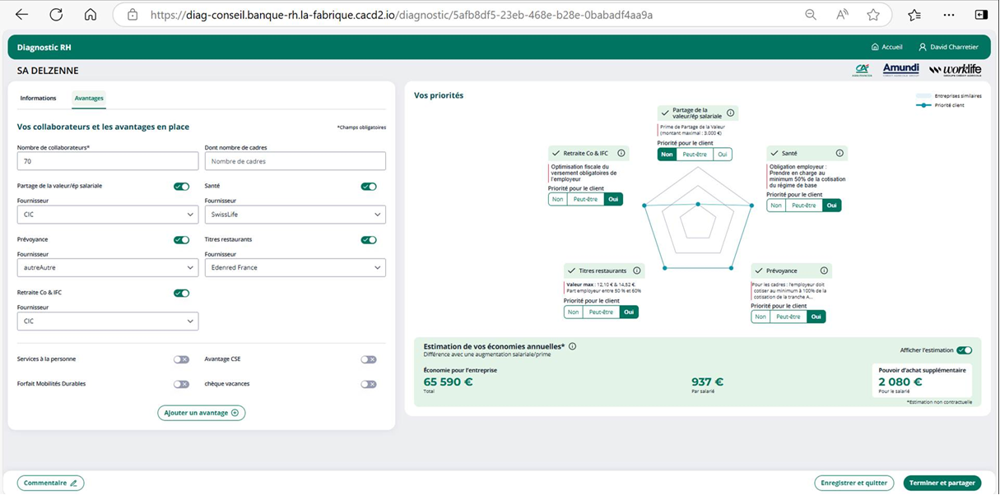 https://diag-conseil.banque-rh.la-fabrique.cacd2.io/diagnostic/5afb8df5-23eb-468e-b28e-0babadf4aa9a
Diagnostic RH
Accueil
David Charretier
SA DELZENNE
ASSURANCES
Amundi
worklife
GROUPE CRÉDIT AGRICOLE
Informations
Avantages
Vos collaborateurs et les avantages en place
*Champs obligatoires
Nombre de collaborateurs*
Dont nombre de cadres
70
Nombre de cadres
Partage de la valeur/ép salariale
Santé
Fournisseur
Fournisseur
CIC
SwissLife
Prévoyance
Titres restaurants
Fournisseur
Fournisseur
autreAutre
Edenred France
Retraite Co & IFC
Fournisseur
CIC
Services à la personne
Avantage CSE
Forfait Mobilités Durables
chèque vacances
Ajouter un avantage
Vos priorités
Entreprises similaires
Priorité client
Partage de la
valeur/ép salariale
Prime de Partage de la Valeur
(montant maximal : 3.000 €)
Priorité pour le client
Non Peut-être Oui
Retraite Co & IFC
Optimisation fiscale du
versement obligatoires de
l'employeur
Priorité pour le client
Non Peut-être Oui
Santé
Obligation employeur :
Prendre en charge au
minimum 50% de la cotisation
du régime de base
Priorité pour le client
Non Peut-être Oui
Titres restaurants
Valeur max : 12,10 € & 14,52 €.
Part employeur entre 50 % et 60%
Priorité pour le client
Non Peut-être Oui
Prévoyance
Pour les cadres : l'employeur doit
cotiser au minimum à 100% de la
cotisation de la tranche A...
Priorité pour le client
Non Peut-être Oui
Estimation de vos économies annuelles*
Différence avec une augmentation salariale/prime
Afficher l'estimation
Économie pour l'entreprise
65 590 €
Total
937 €
Par salarié
Pouvoir d'achat supplémentaire
2 080 €
Pour le salarié
*Estimation non contractuelle
Commentaire
Enregistrer et quitter
Terminer et partager